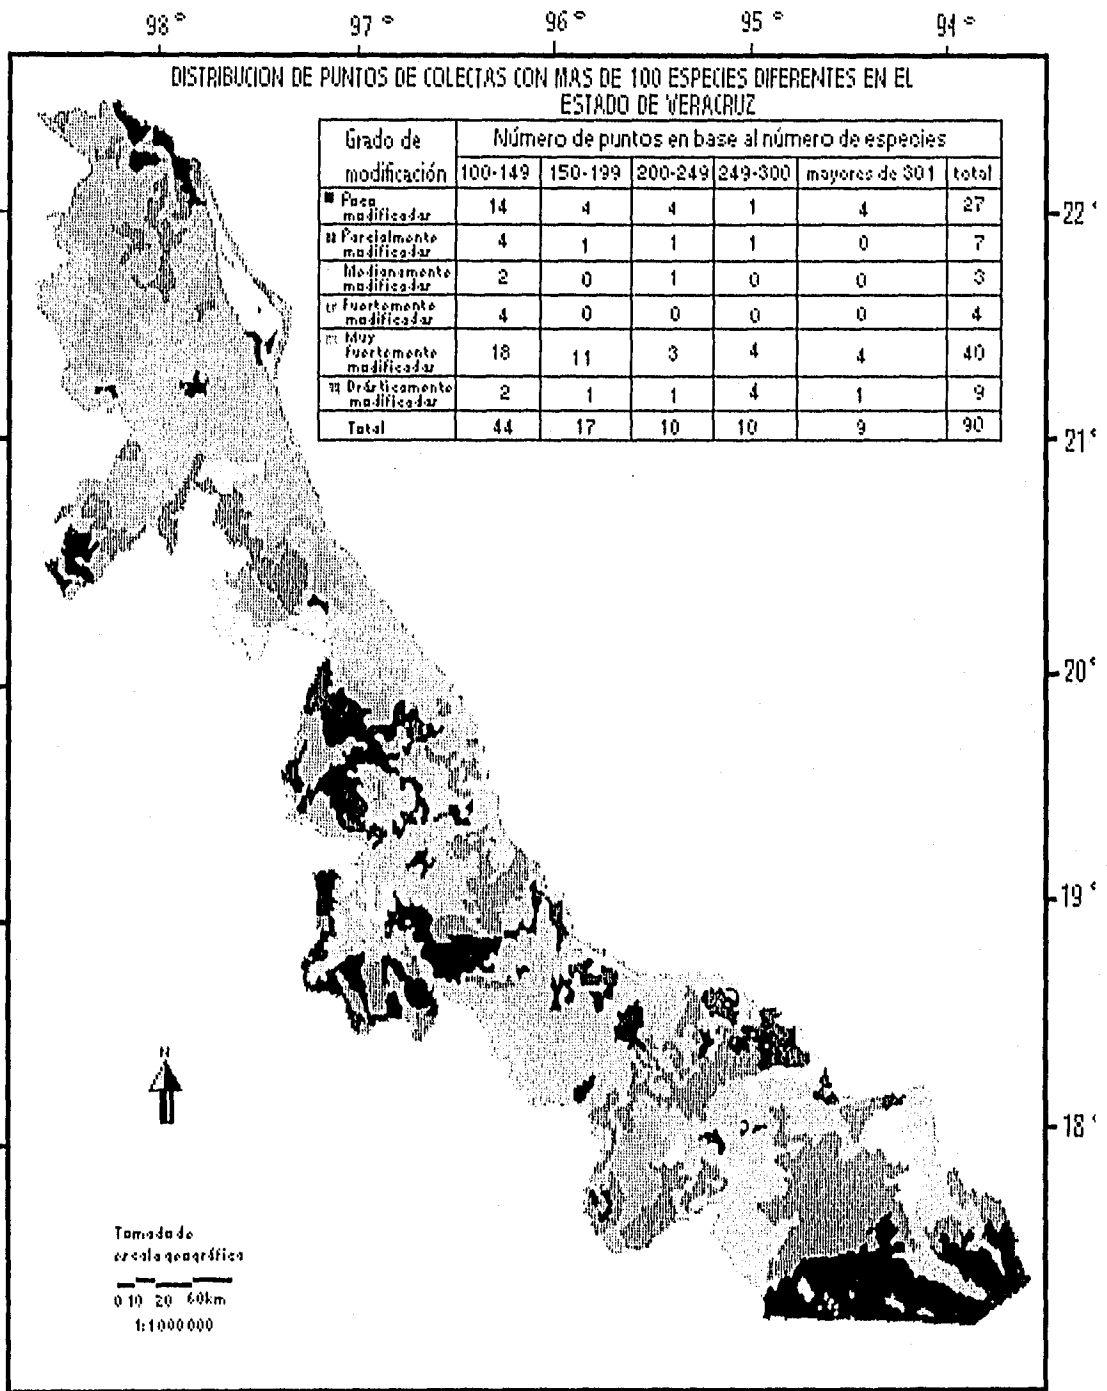 98 ° 97 ° 96 ° 95 ° 94 °
DISTRIBUCION DE PUNTOS DE COLECTAS CON MAS DE 100 ESPECIES DIFERENTES EN EL
ESTADO DE VERACRUZ
Grado de modificación Número de puntos en base al número de especies
100-149 150-199 200-249 249-300 mayores de 301 total
Poco modificadas 14 4 4 1 4 27
Parcialmente modificadas 4 1 1 1 0 7
Medianamente modificadas 2 0 1 0 0 3
Fuertemente modificadas 4 0 0 0 0 4
Muy fuertemente modificadas 18 11 3 4 4 40
Drásticamente modificadas 2 1 1 4 1 9
Total 44 17 10 10 9 90
22°
21°
20°
19°
18°
N
Tomado de
escala geográfica
0 10 20 60km
1:1000000